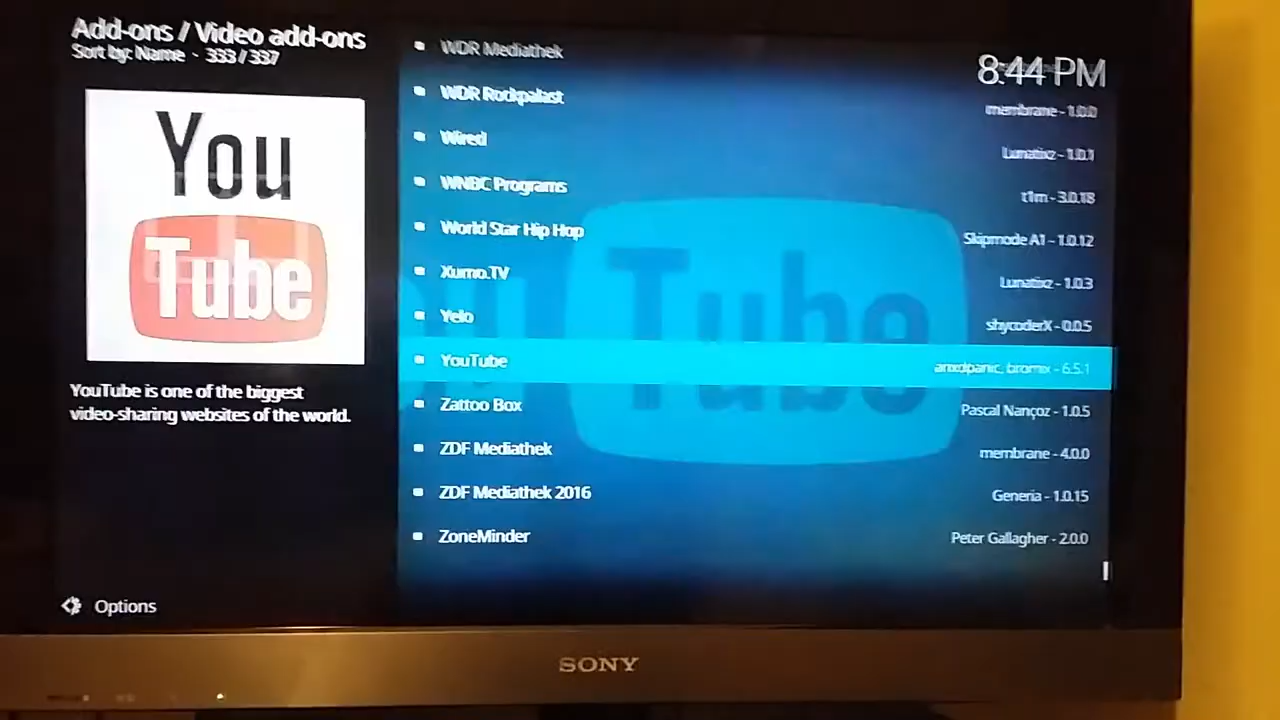 Add-ons / Video add-ons
Sort by: Name - 333 / 337
8:44 PM
You
Tube
YouTube is one of the biggest
video-sharing websites of the world.
WDR Mediathek
WDR Rockpalast membrane - 1.0.0
Wired Lunatixz - 1.0.1
WNBC Programs t1m - 3.0.18
World Star Hip Hop Skipmode A1 - 1.0.12
Xumo.TV Lunatixz - 1.0.3
Yelo shycoderX - 0.0.5
YouTube anxdpanic, bromix - 6.5.1
Zattoo Box Pascal Nançoz - 1.0.5
ZDF Mediathek membrane - 4.0.0
ZDF Mediathek 2016 Generia - 1.0.15
ZoneMinder Peter Gallagher - 2.0.0
Tube
Options
SONY